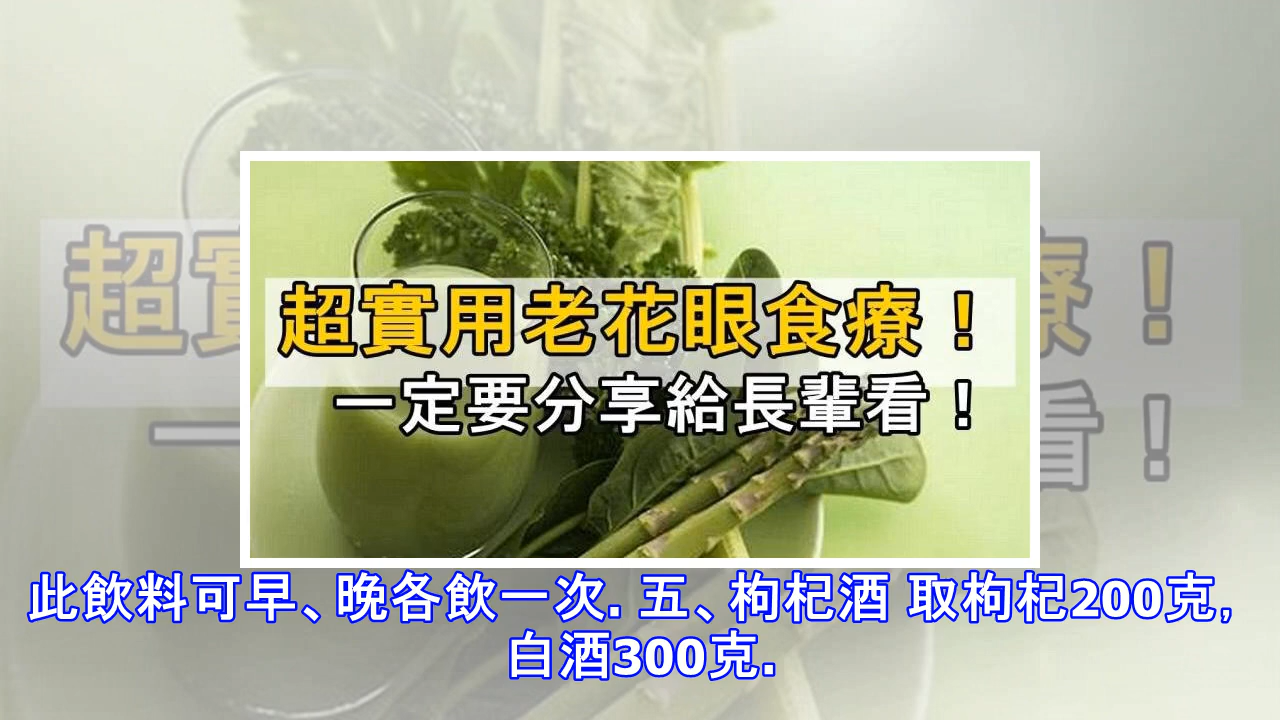 超實用老花眼食療！
一定要分享給長輩看！
此飲料可早、晚各飲一次. 五、枸杞酒 取枸杞200克,
白酒300克.